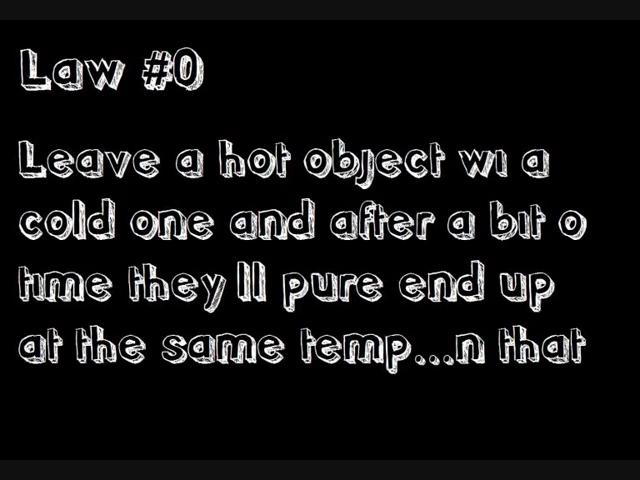 Law #0
Leave a hot object wi a
cold one and after a bit o
time they ll pure end up
at the same temp...n that